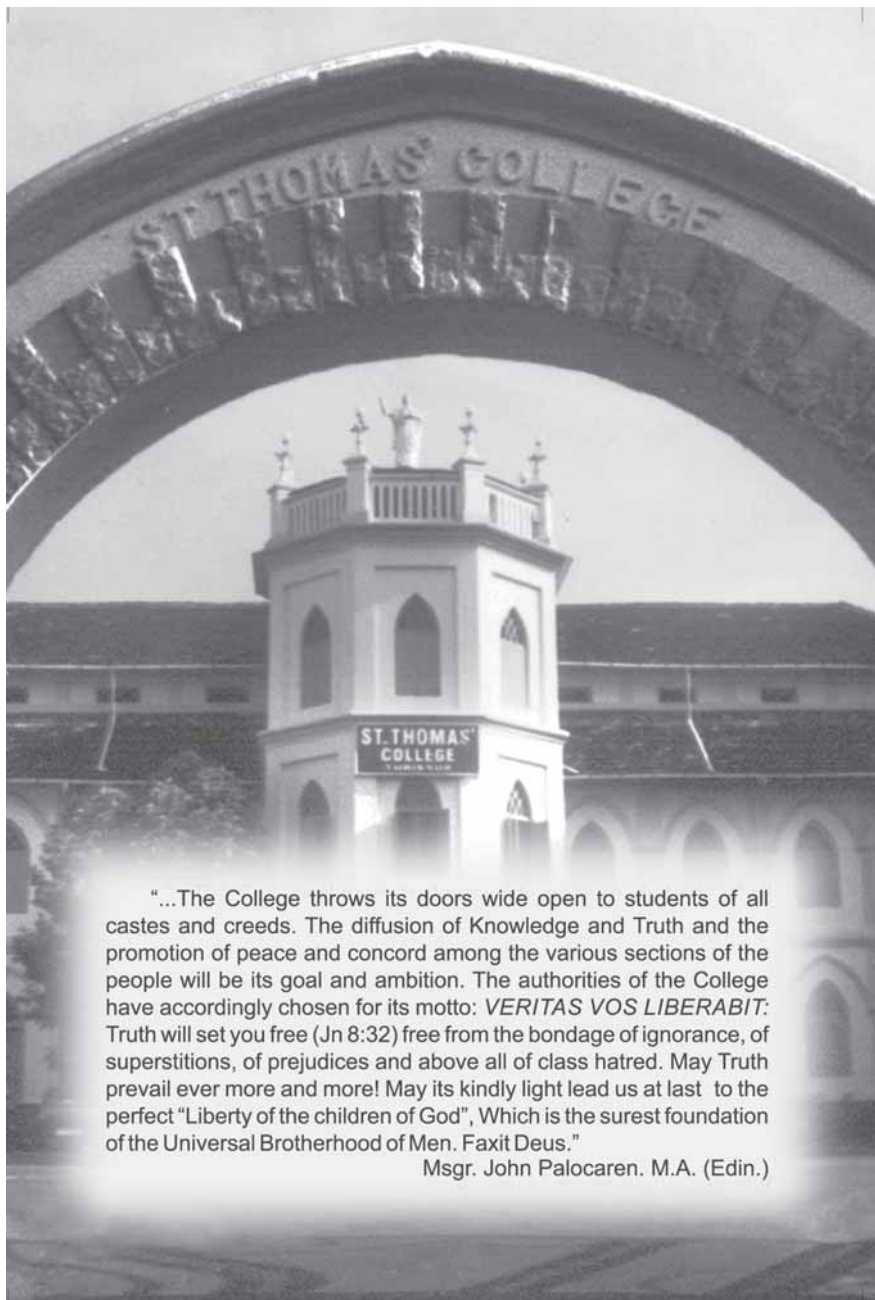 ST THOMAS' COLLEGE
ST. THOMAS'
COLLEGE
THRISSUR
“...The College throws its doors wide open to students of all
castes and creeds. The diffusion of Knowledge and Truth and the
promotion of peace and concord among the various sections of the
people will be its goal and ambition. The authorities of the College
have accordingly chosen for its motto: VERITAS VOS LIBERABIT:
Truth will set you free (Jn 8:32) free from the bondage of ignorance, of
superstitions, of prejudices and above all of class hatred. May Truth
prevail ever more and more! May its kindly light lead us at last to the
perfect “Liberty of the children of God”, Which is the surest foundation
of the Universal Brotherhood of Men. Faxit Deus.”
Msgr. John Palocaren. M.A. (Edin.)